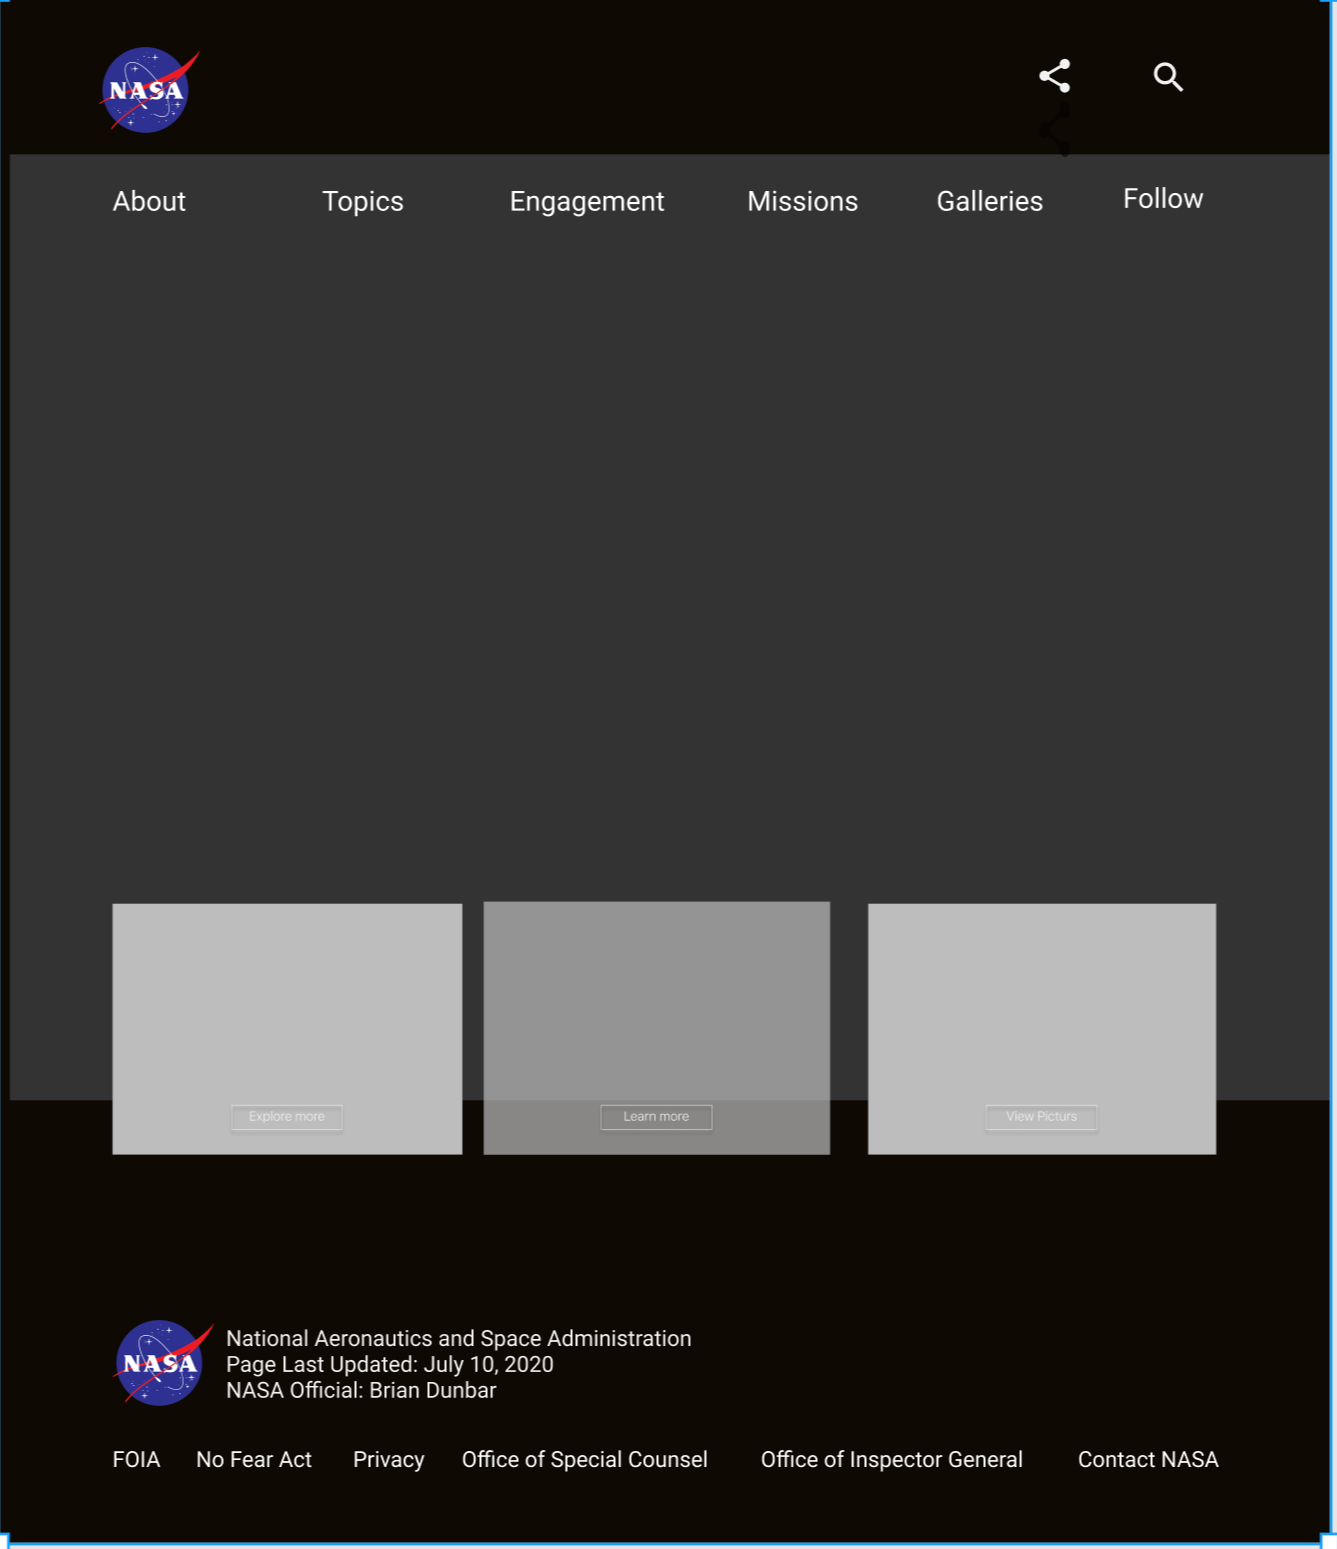 NASA
About Topics Engagement Missions Galleries Follow
Explore more Learn more View Picturs
NASA
National Aeronautics and Space Administration
Page Last Updated: July 10, 2020
NASA Official: Brian Dunbar
FOIA No Fear Act Privacy Office of Special Counsel Office of Inspector General Contact NASA